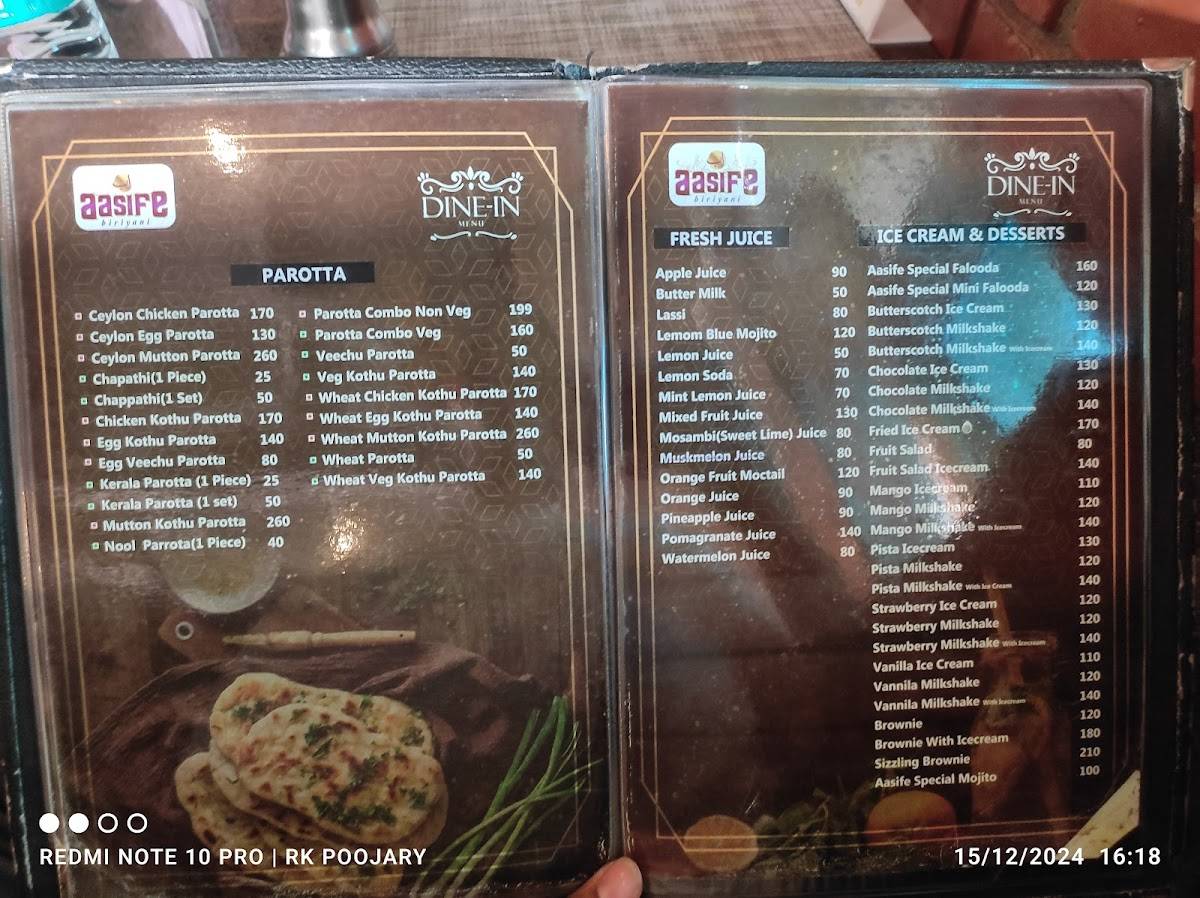 aasife
biriyani
DINE-IN
MENU
PAROTTA
Ceylon Chicken Parotta 170
Ceylon Egg Parotta 130
Ceylon Mutton Parotta 260
Chapathi(1 Piece) 25
Chappathi(1 Set) 50
Chicken Kothu Parotta 170
Egg Kothu Parotta 140
Egg Veechu Parotta 80
Kerala Parotta (1 Piece) 25
Kerala Parotta (1 set) 50
Mutton Kothu Parotta 260
Nool Parrota(1 Piece) 40
Parotta Combo Non Veg 199
Parotta Combo Veg 160
Veechu Parotta 50
Veg Kothu Parotta 140
Wheat Chicken Kothu Parotta 170
Wheat Egg Kothu Parotta 140
Wheat Mutton Kothu Parotta 260
Wheat Parotta 50
Wheat Veg Kothu Parotta 140
aasife
biriyani
DINE-IN
MENU
FRESH JUICE
Apple Juice 90
Butter Milk 50
Lassi 80
Lemom Blue Mojito 120
Lemon Juice 50
Lemon Soda 70
Mint Lemon Juice 70
Mixed Fruit Juice 130
Mosambi(Sweet Lime) Juice 80
Muskmelon Juice 80
Orange Fruit Moctail 120
Orange Juice 90
Pineapple Juice 90
Pomagranate Juice 140
Watermelon Juice 80
ICE CREAM & DESSERTS
Aasife Special Falooda 160
Aasife Special Mini Falooda 120
Butterscotch Ice Cream 130
Butterscotch Milkshake 120
Butterscotch Milkshake With Icecream 140
Chocolate Ice Cream 130
Chocolate Milkshake 120
Chocolate Milkshake With Icecream 140
Fried Ice Cream 170
Fruit Salad 80
Fruit Salad Icecream 140
Mango Icecream 110
Mango Milkshake 120
Mango Milkshake With Icecream 140
Pista Icecream 130
Pista Milkshake 120
Pista Milkshake With Ice Cream 140
Strawberry Ice Cream 120
Strawberry Milkshake 120
Strawberry Milkshake With Icecream 140
Vanilla Ice Cream 110
Vannila Milkshake 120
Vannila Milkshake With Icecream 140
Brownie 120
Brownie With Icecream 180
Sizzling Brownie 210
Aasife Special Mojito 100
REDMI NOTE 10 PRO | RK POOJARY
15/12/2024 16:18